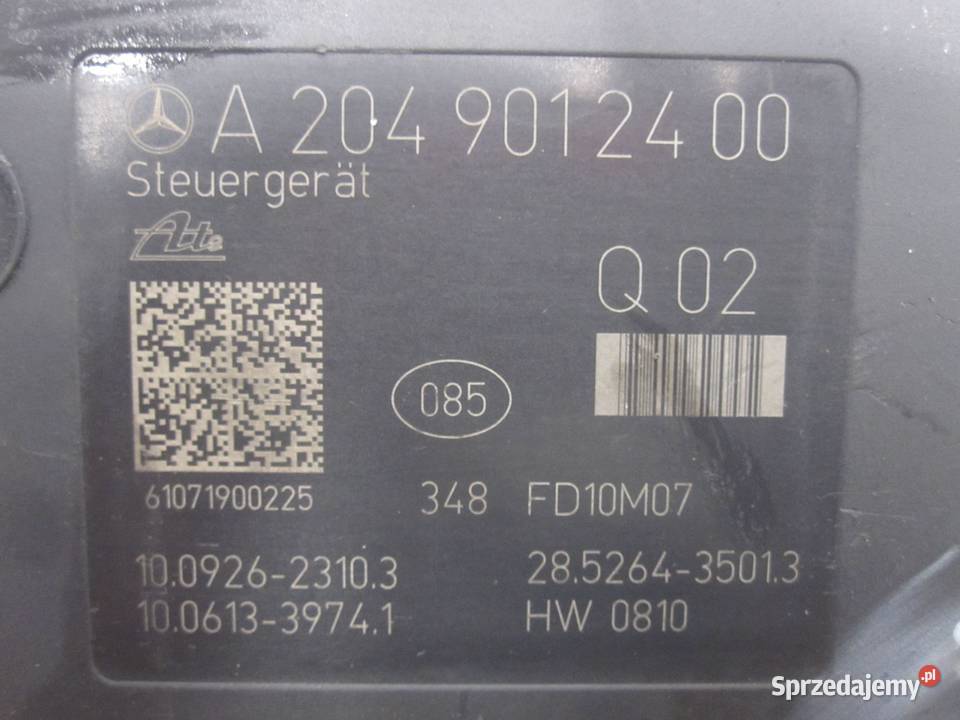 A 204 901 24 00
Steuergerät
Ate
Q 02
085
61071900225
348 FD10M07
10.0926-2310.3 28.5264-3501.3
10.0613-3974.1 HW 0810
Sprzedajemy.pl